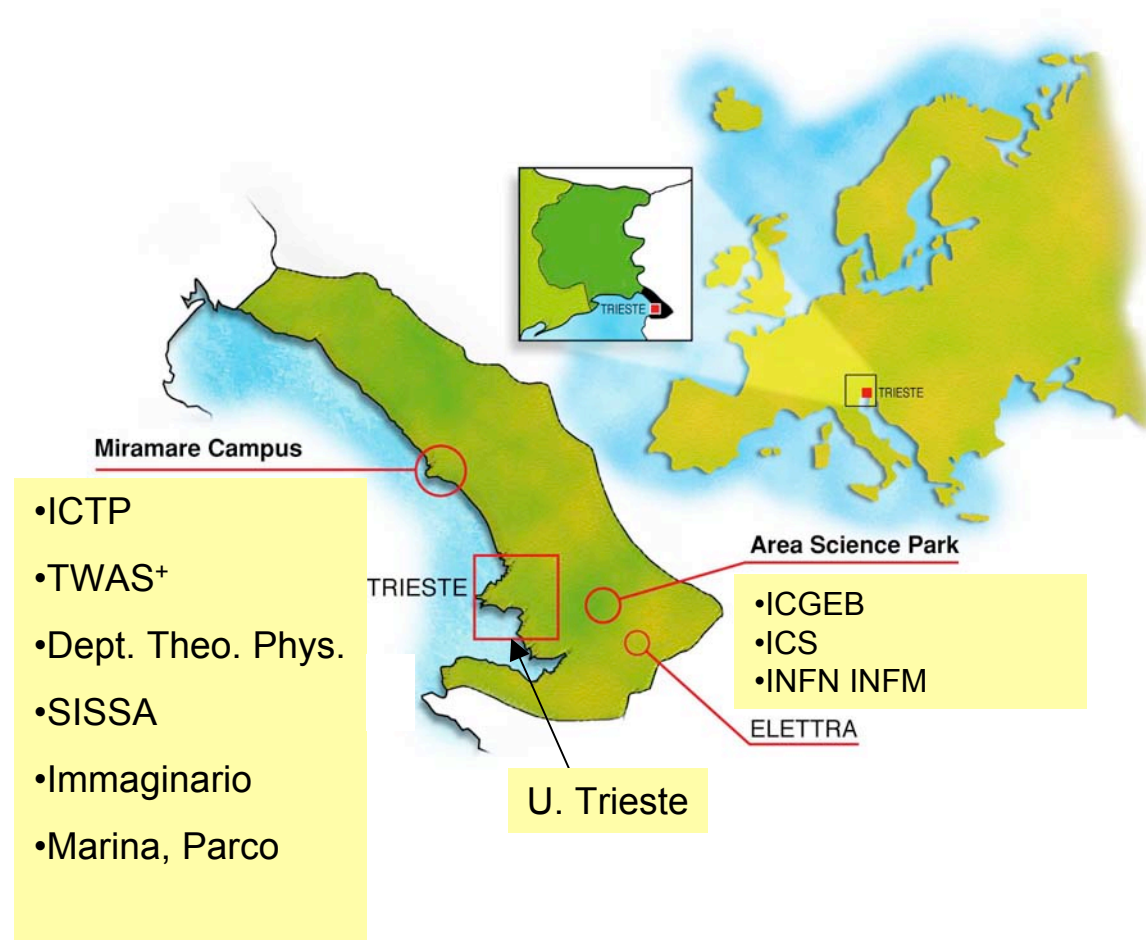 TRIESTE
TRIESTE
Miramare Campus
•ICTP
•TWAS⁺
•Dept. Theo. Phys.
•SISSA
•Immaginario
•Marina, Parco
TRIESTE
Area Science Park
•ICGEB
•ICS
•INFN INFM
ELETTRA
U. Trieste